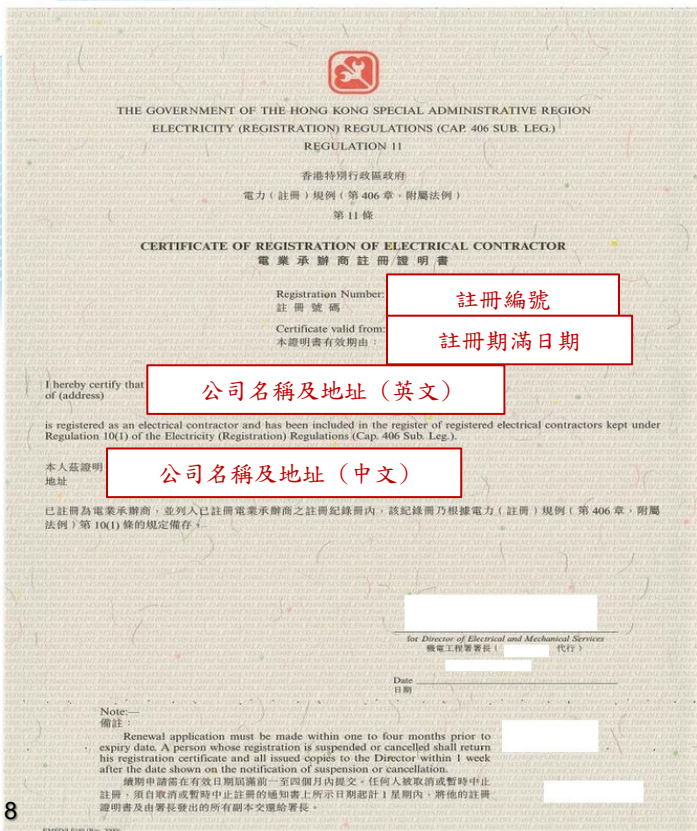 THE GOVERNMENT OF THE HONG KONG SPECIAL ADMINISTRATIVE REGION
ELECTRICITY (REGISTRATION) REGULATIONS (CAP. 406 SUB. LEG.)
REGULATION 11
香港特別行政區政府
電力(註冊)規例(第 406 章,附屬法例)
第 11 條
CERTIFICATE OF REGISTRATION OF ELECTRICAL CONTRACTOR
電業承辦商註冊證明書
Registration Number:
註冊號碼
註冊編號
Certificate valid from:
本證明書有效期由:
註冊期滿日期
I hereby certify that
of (address)
公司名稱及地址(英文)
is registered as an electrical contractor and has been included in the register of registered electrical contractors kept under
Regulation 10(1) of the Electricity (Registration) Regulations (Cap. 406 Sub. Leg.).
本人茲證明
地址
公司名稱及地址(中文)
已註冊為電業承辦商,並列入已註冊電業承辦商之註冊紀錄冊內,該紀錄冊乃根據電力(註冊)規例(第 406 章,附屬
法例)第 10(1) 條的規定備存。
for Director of Electrical and Mechanical Services
機電工程署署長( 代行)
Date
日期
Note:—
備註:
Renewal application must be made within one to four months prior to
expiry date. A person whose registration is suspended or cancelled shall return
his registration certificate and all issued copies to the Director within 1 week
after the date shown on the notification of suspension or cancellation.
續期申請需在有效日期屆滿前一至四個月內提交。任何人被取消或暫時中止
註冊,須自取消或暫時中止註冊的通知書上所示日期起計 1 星期內,將他的註冊
證明書及由署長發出的所有副本交還給署長。
8